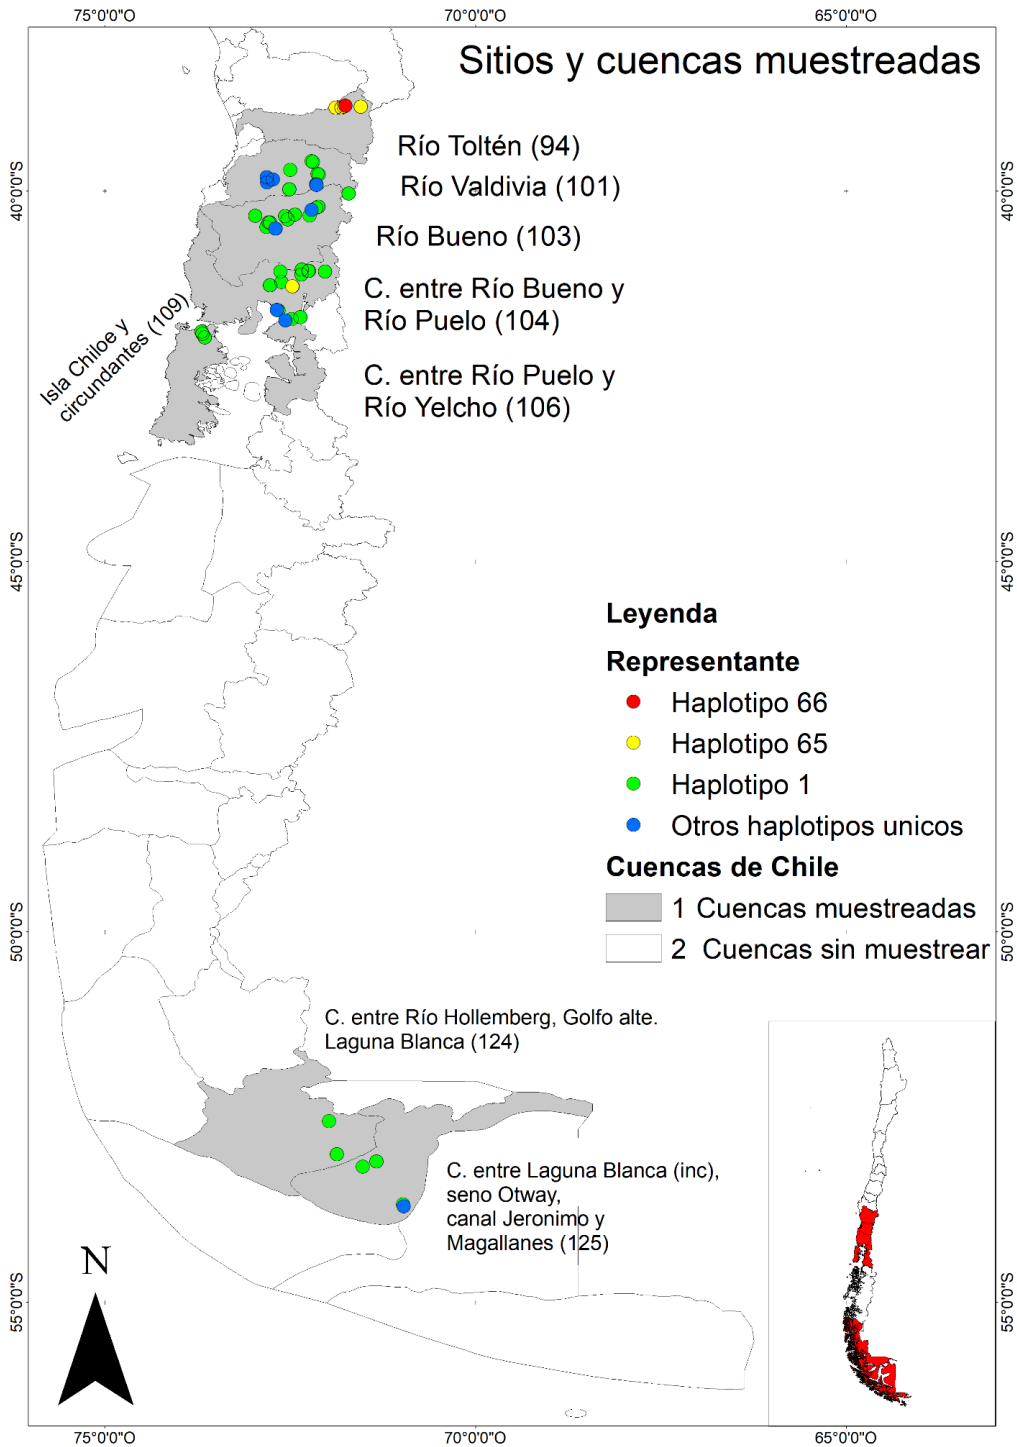 75°0'0"O
70°0'0"O
65°0'0"O
Sitios y cuencas muestreadas
Río Toltén (94)
40°0'0"S
40°0'0"S
Río Valdivia (101)
Río Bueno (103)
C. entre Río Bueno y
Río Puelo (104)
Isla Chiloe y
circundantes (109)
C. entre Río Puelo y
Río Yelcho (106)
45°0'0"S
45°0'0"S
Leyenda
Representante
Haplotipo 66
Haplotipo 65
Haplotipo 1
Otros haplotipos unicos
Cuencas de Chile
1 Cuencas muestreadas
2 Cuencas sin muestrear
50°0'0"S
50°0'0"S
C. entre Río Hollemberg, Golfo alte.
Laguna Blanca (124)
C. entre Laguna Blanca (inc),
seno Otway,
canal Jeronimo y
Magallanes (125)
N
55°0'0"S
55°0'0"S
75°0'0"O
70°0'0"O
65°0'0"O